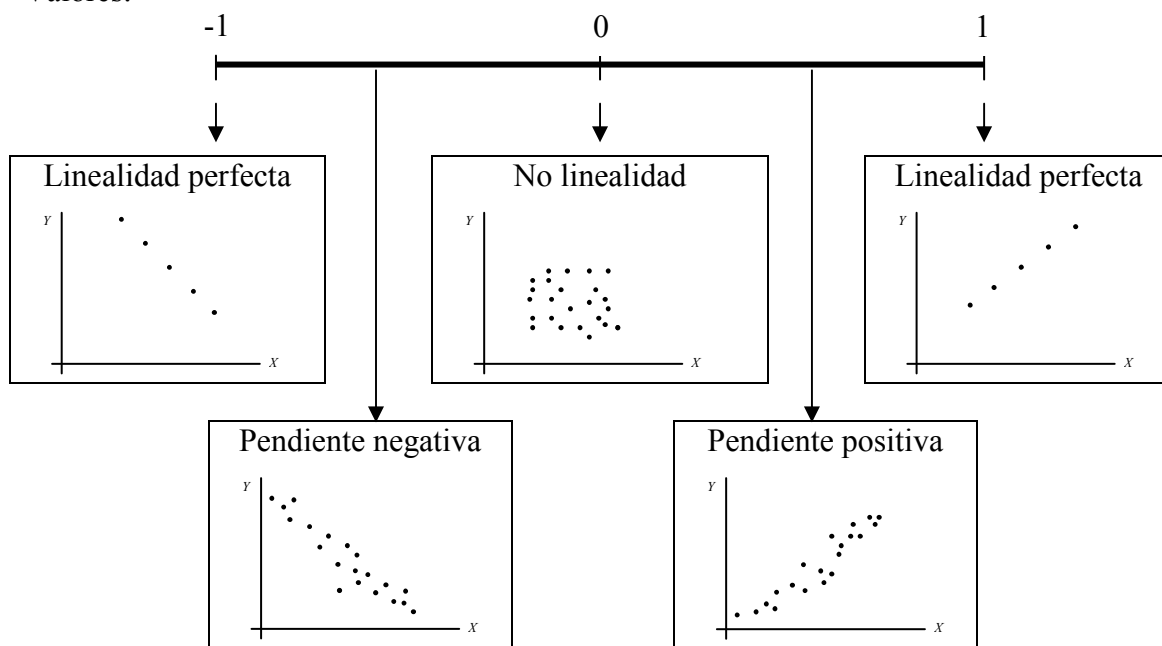 valores:
-1 0 1
Linealidad perfecta
Y
X
No linealidad
Y
X
Linealidad perfecta
Y
X
Pendiente negativa
Y
X
Pendiente positiva
Y
X